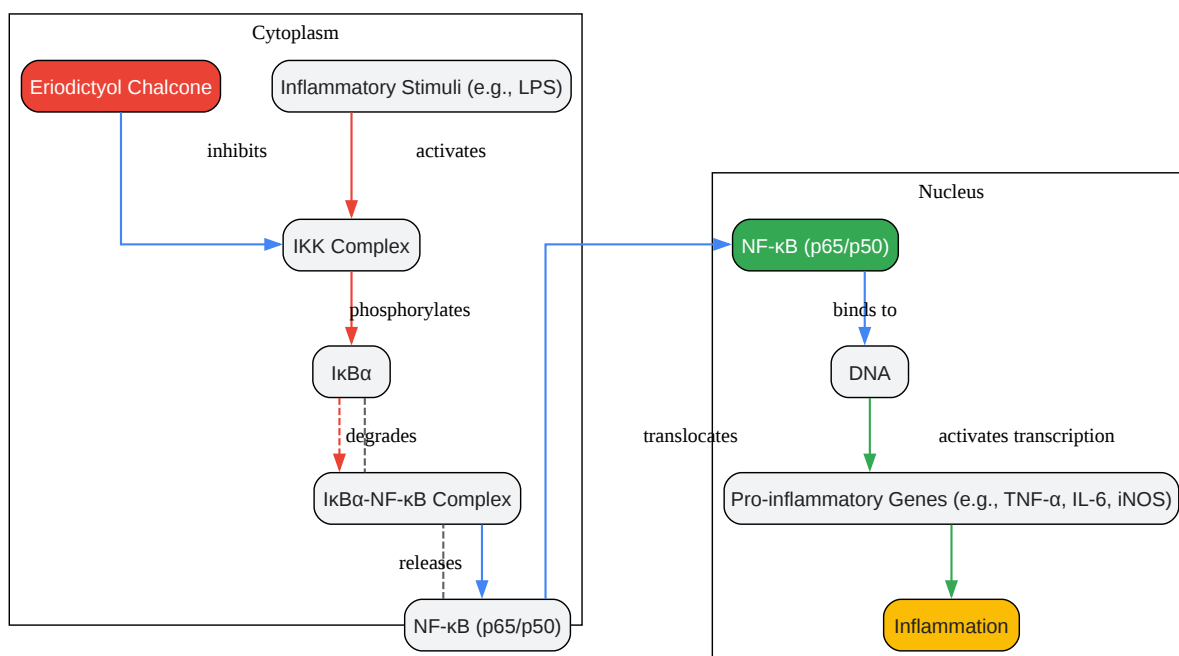 Cytoplasm
Eriodictyol Chalcone
Inflammatory Stimuli (e.g., LPS)
inhibits
activates
IKK Complex
phosphorylates
IκBα
degrades
IκBα-NF-κB Complex
releases
NF-κB (p65/p50)
translocates
Nucleus
NF-κB (p65/p50)
binds to
DNA
activates transcription
Pro-inflammatory Genes (e.g., TNF-α, IL-6, iNOS)
Inflammation